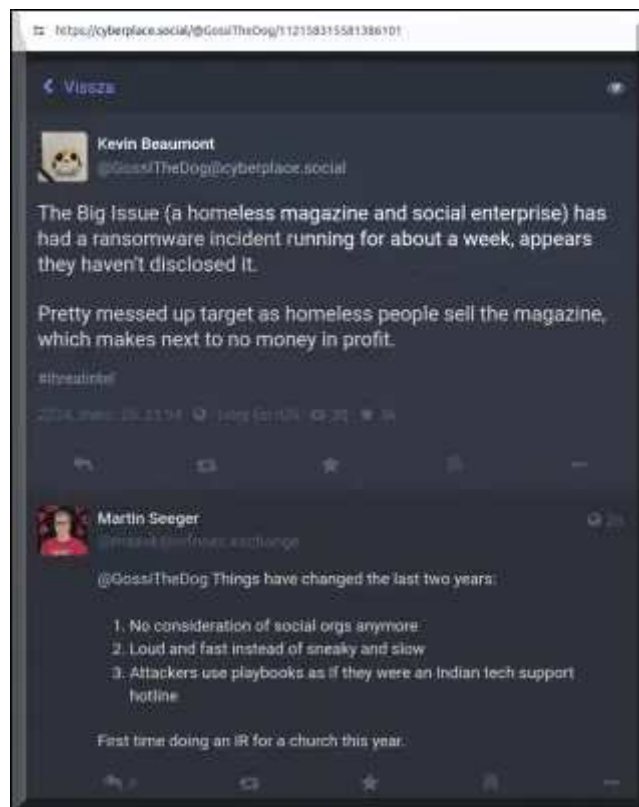 https://cyberplace.social/@GossiTheDog/112158315581386101
Vissza
Kevin Beaumont
@GossiTheDog@cyberplace.social
The Big Issue (a homeless magazine and social enterprise) has
had a ransomware incident running for about a week, appears
they haven't disclosed it.
Pretty messed up target as homeless people sell the magazine,
which makes next to no money in profit.
#threatintel
Martin Seeger
@GossiTheDog Things have changed the last two years:
1. No consideration of social orgs anymore
2. Loud and fast instead of sneaky and slow
3. Attackers use playbooks as if they were an Indian tech support
hotline
First time doing an IR for a church this year.